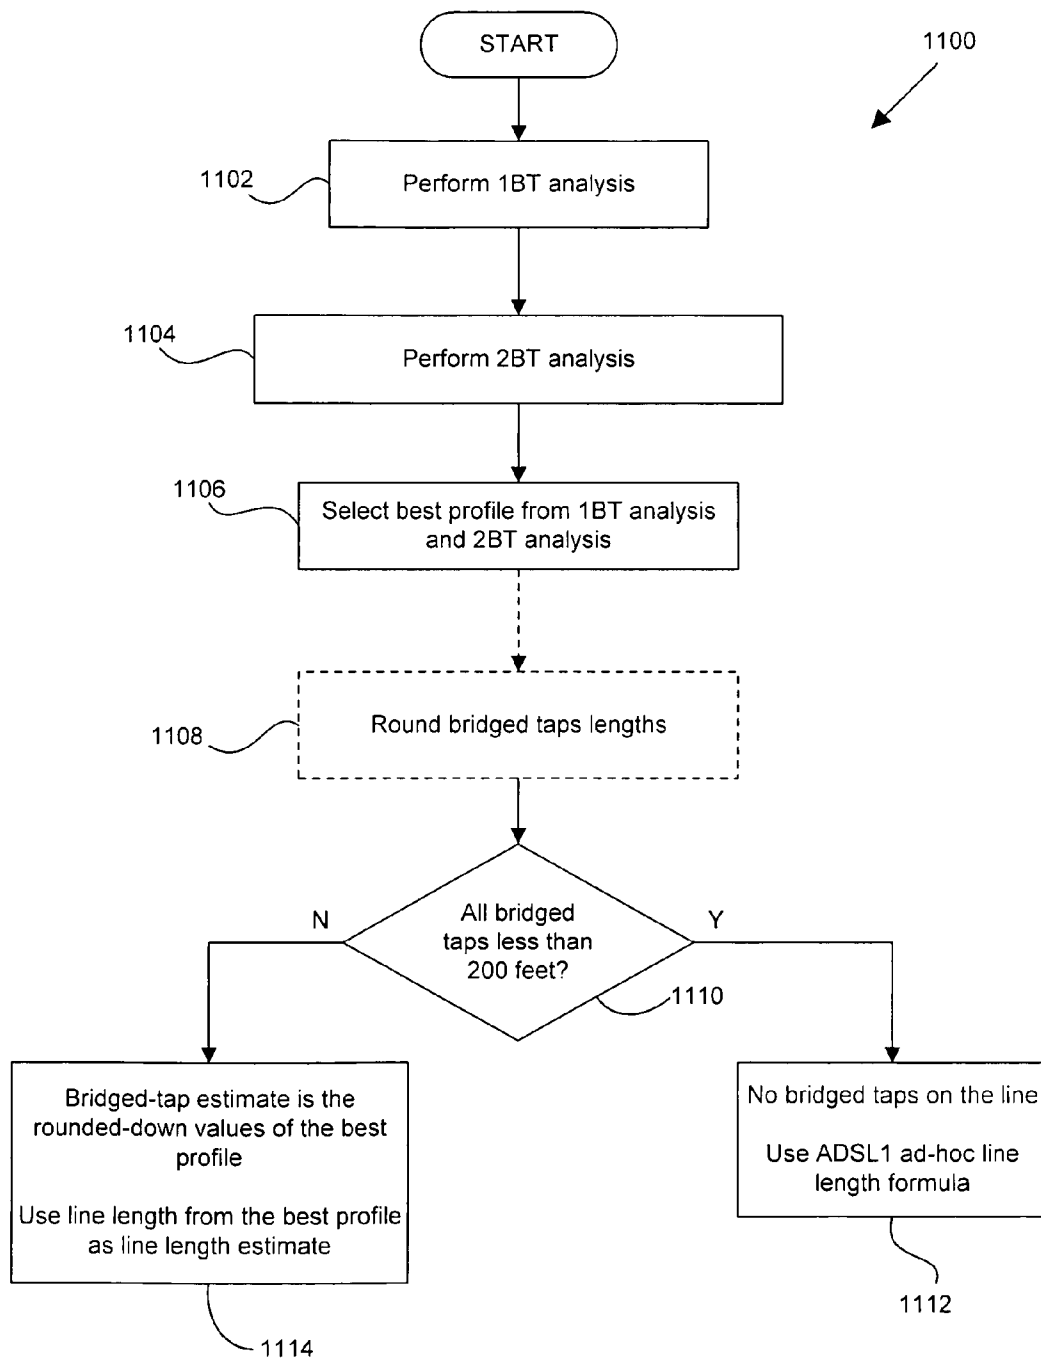 START
1100
1102
Perform 1BT analysis
1104
Perform 2BT analysis
1106
Select best profile from 1BT analysis
and 2BT analysis
1108
Round bridged taps lengths
N
All bridged
taps less than
200 feet?
Y
1110
Bridged-tap estimate is the
rounded-down values of the best
profile
Use line length from the best profile
as line length estimate
No bridged taps on the line
Use ADSL1 ad-hoc line
length formula
1112
1114